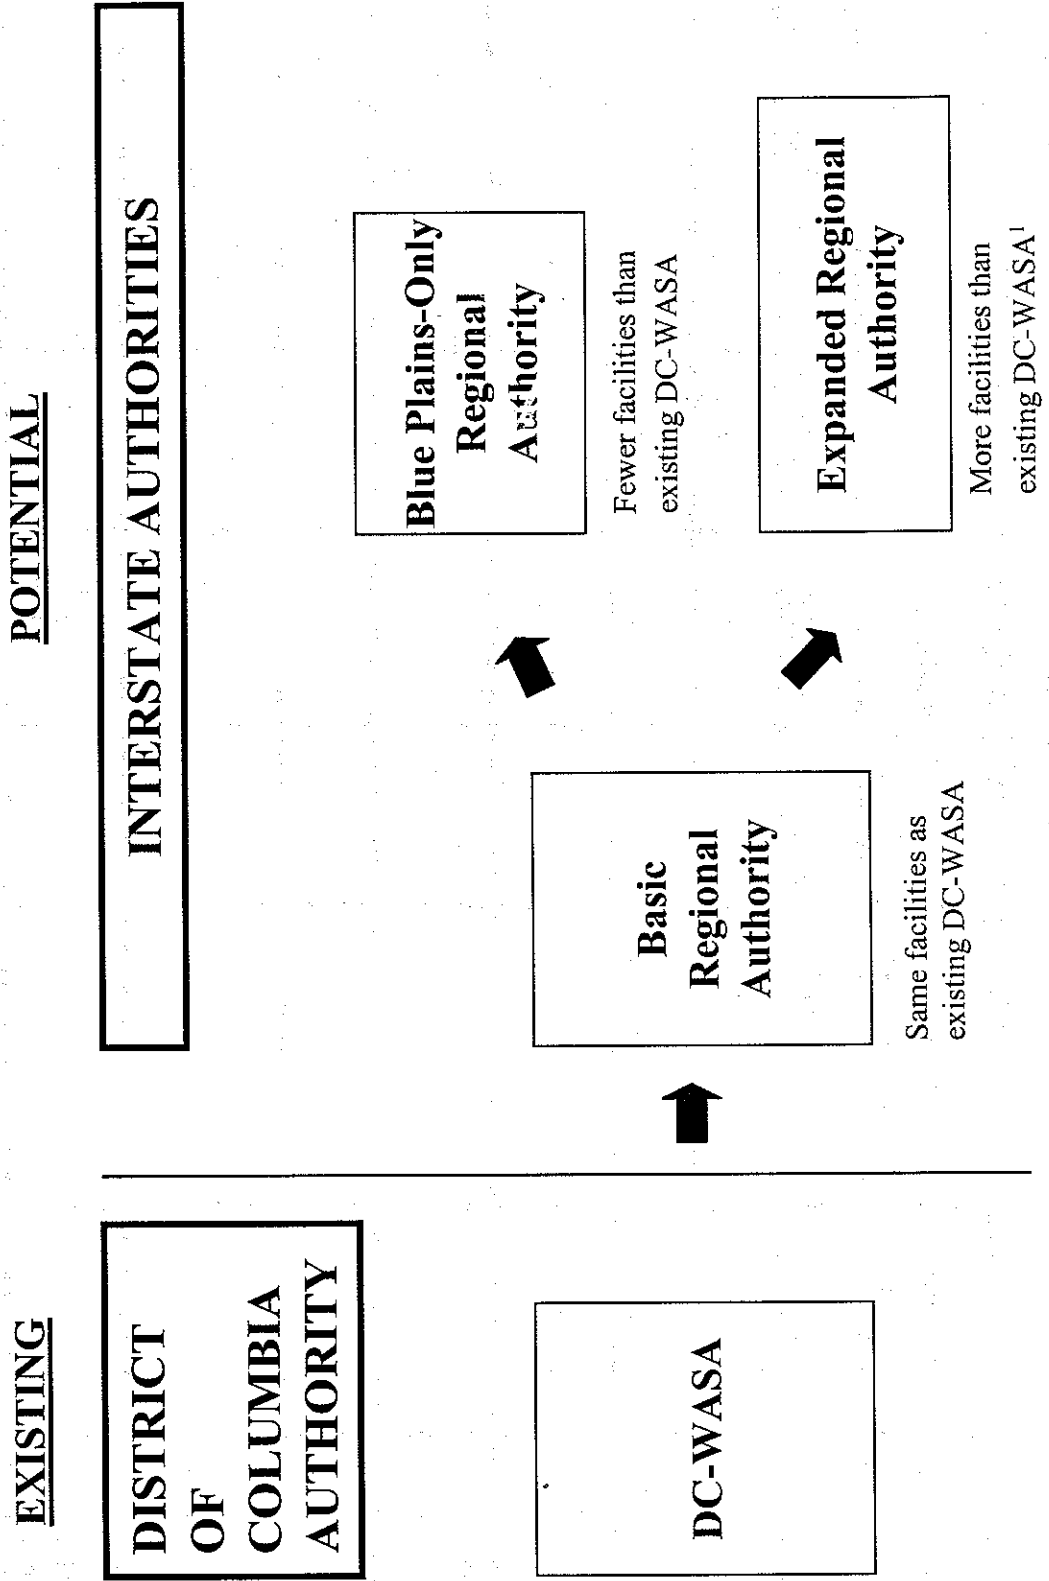 EXISTING
POTENTIAL
DISTRICT
OF
COLUMBIA
AUTHORITY
INTERSTATE AUTHORITIES
DC-WASA
Basic
Regional
Authority
Same facilities as
existing DC-WASA
Blue Plains-Only
Regional
Authority
Fewer facilities than
existing DC-WASA
Expanded Regional
Authority
More facilities than
existing DC-WASA¹